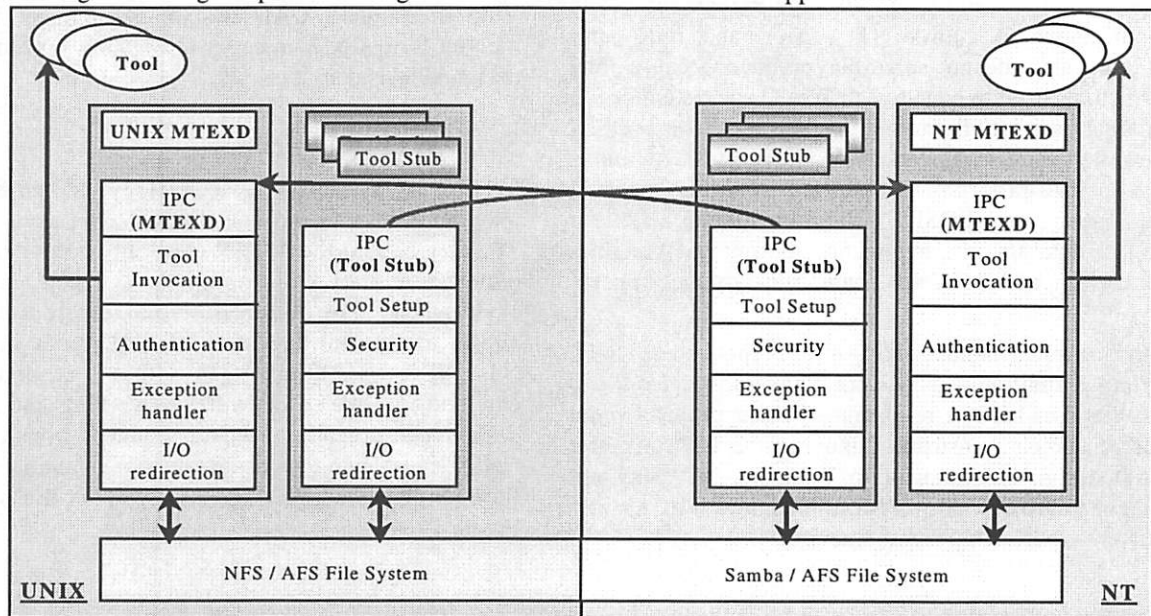 Tool
Tool
UNIX MTEXD
NT MTEXD
Tool Stub
Tool Stub
IPC
(MTEXD)
Tool
Invocation
Authentication
Exception
handler
I/O
redirection
IPC
(Tool Stub)
Tool Setup
Security
Exception
handler
I/O
redirection
IPC
(Tool Stub)
Tool Setup
Security
Exception
handler
I/O
redirection
IPC
(MTEXD)
Tool
Invocation
Authentication
Exception
handler
I/O
redirection
UNIX
NFS / AFS File System
Samba / AFS File System
NT